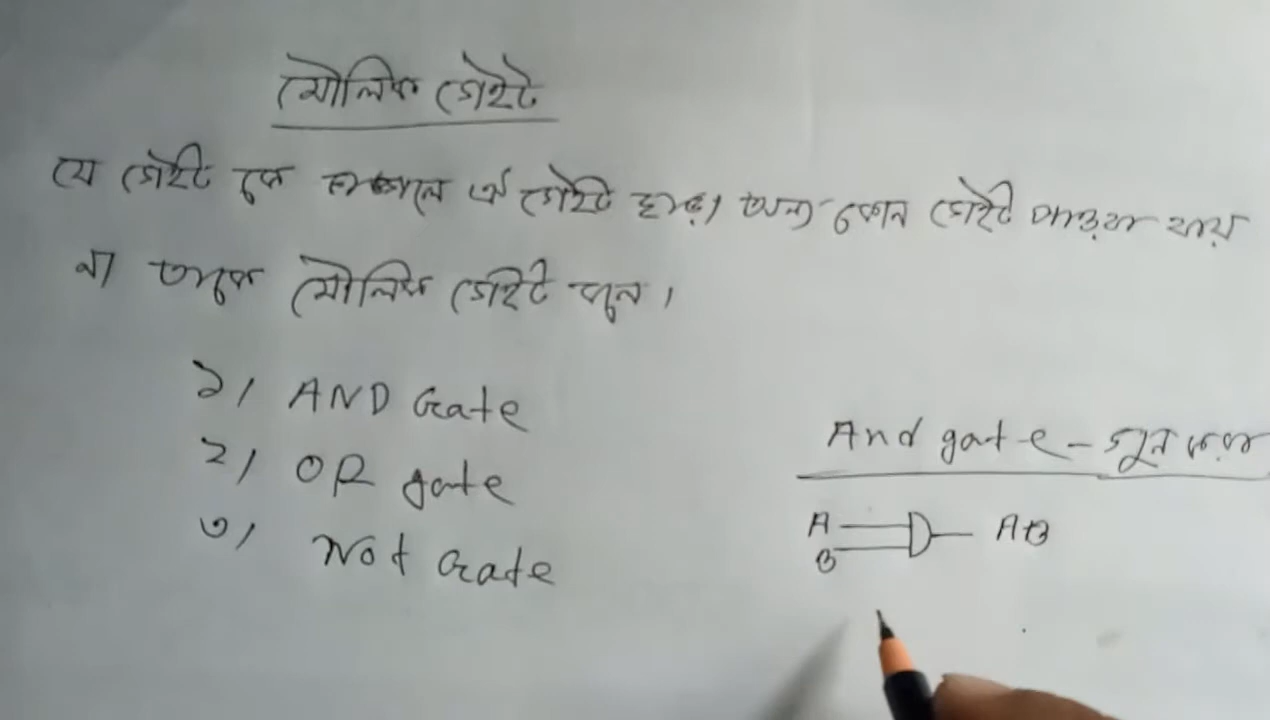 মৌলিক গেইট
যে গেইট কে ভাঙ্গালে ঐ গেইট ছাড়া অন্য কোন গেইট পাওয়া যায়
না তাকে মৌলিক গেইট বলে।
১। AND Gate
২। OR gate
৩। Not Gate
And gate - গুন করে
A
B
AB